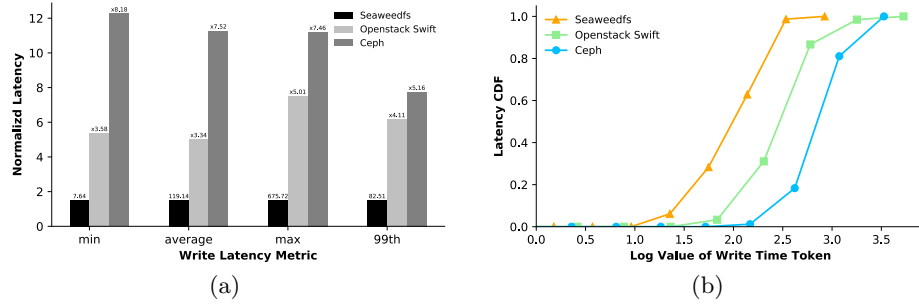 12
10
8
6
4
2
0
Normalizd Latency
Seaweedfs
Openstack Swift
Ceph
7.64
x3.58
x8.18
119.14
x3.34
x7.52
675.72
x5.01
x7.46
82.51
x4.11
x5.16
min average max 99th
Write Latency Metric
(a)
1.0
0.8
0.6
0.4
0.2
0.0
Latency CDF
Seaweedfs
Openstack Swift
Ceph
0.0 0.5 1.0 1.5 2.0 2.5 3.0 3.5
Log Value of Write Time Token
(b)